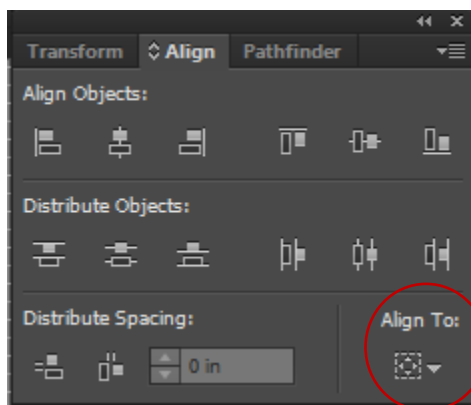 Transform Align Pathfinder
Align Objects:
Distribute Objects:
Distribute Spacing: Align To:
0 in